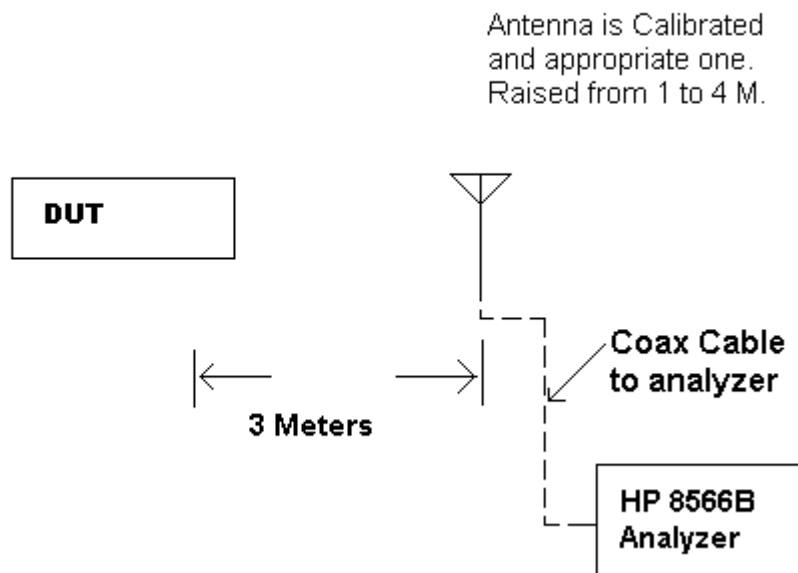 Antenna is Calibrated
and appropriate one.
Raised from 1 to 4 M.
DUT
Coax Cable
to analyzer
3 Meters
HP 8566B
Analyzer